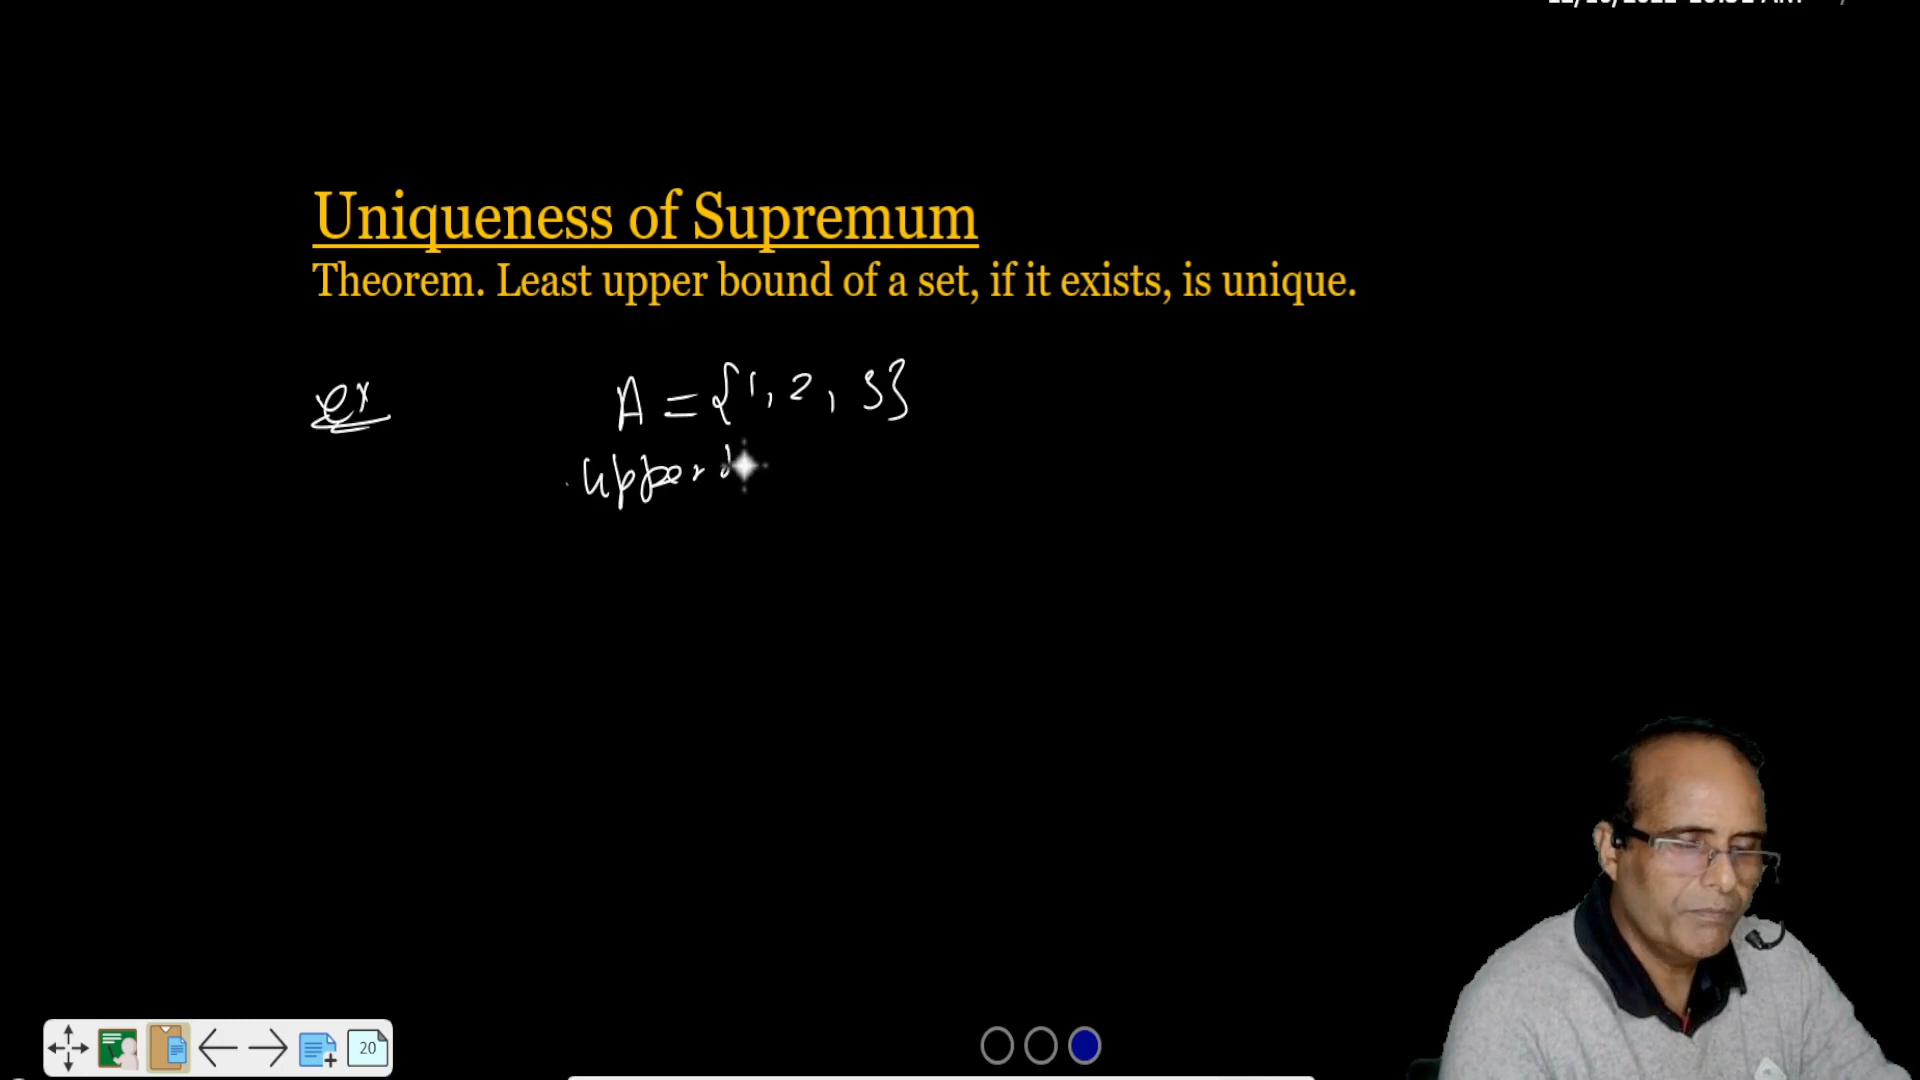 Uniqueness of Supremum
Theorem. Least upper bound of a set, if it exists, is unique.
ex A = {1, 2, 3}
upper
20